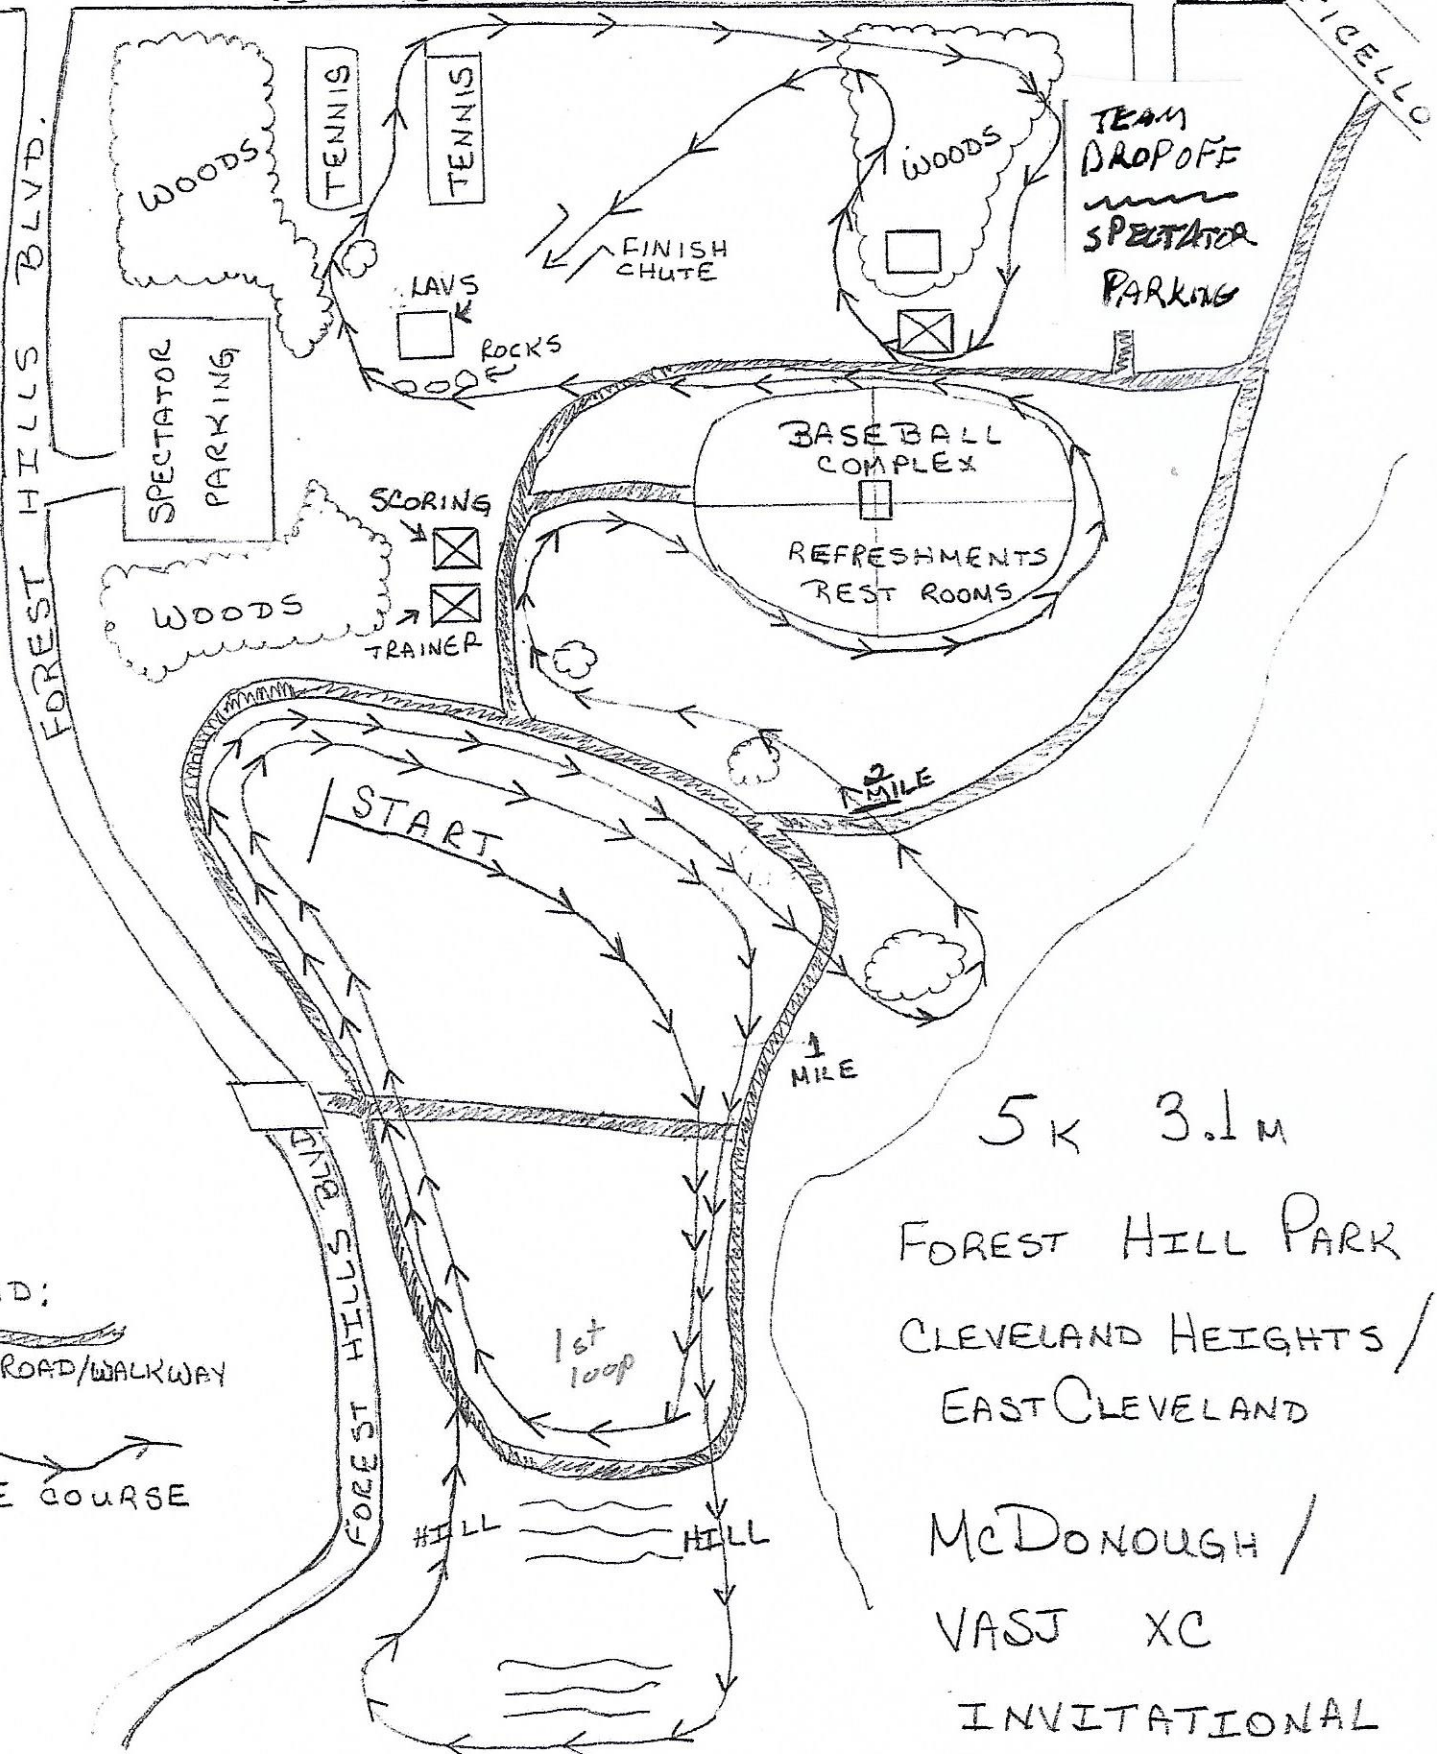 ICELLO
TENNIS
TENNIS
WOODS
WOODS
TEAM
DROPOFF
SPECTATOR
PARKING
FINISH
CHUTE
LAVS
ROCKS
FOREST HILLS BLVD.
SPECTATOR
PARKING
BASEBALL
COMPLEX
REFRESHMENTS
REST ROOMS
SCORING
TRAINER
WOODS
START
2
MILE
1
MILE
5K 3.1M
FOREST HILL PARK
CLEVELAND HEIGHTS/
EAST CLEVELAND
McDONOUGH/
VASJ XC
INVITATIONAL
FOREST HILLS BLVD
1st
loop
HILL
HILL
D:
ROAD/WALKWAY
E COURSE